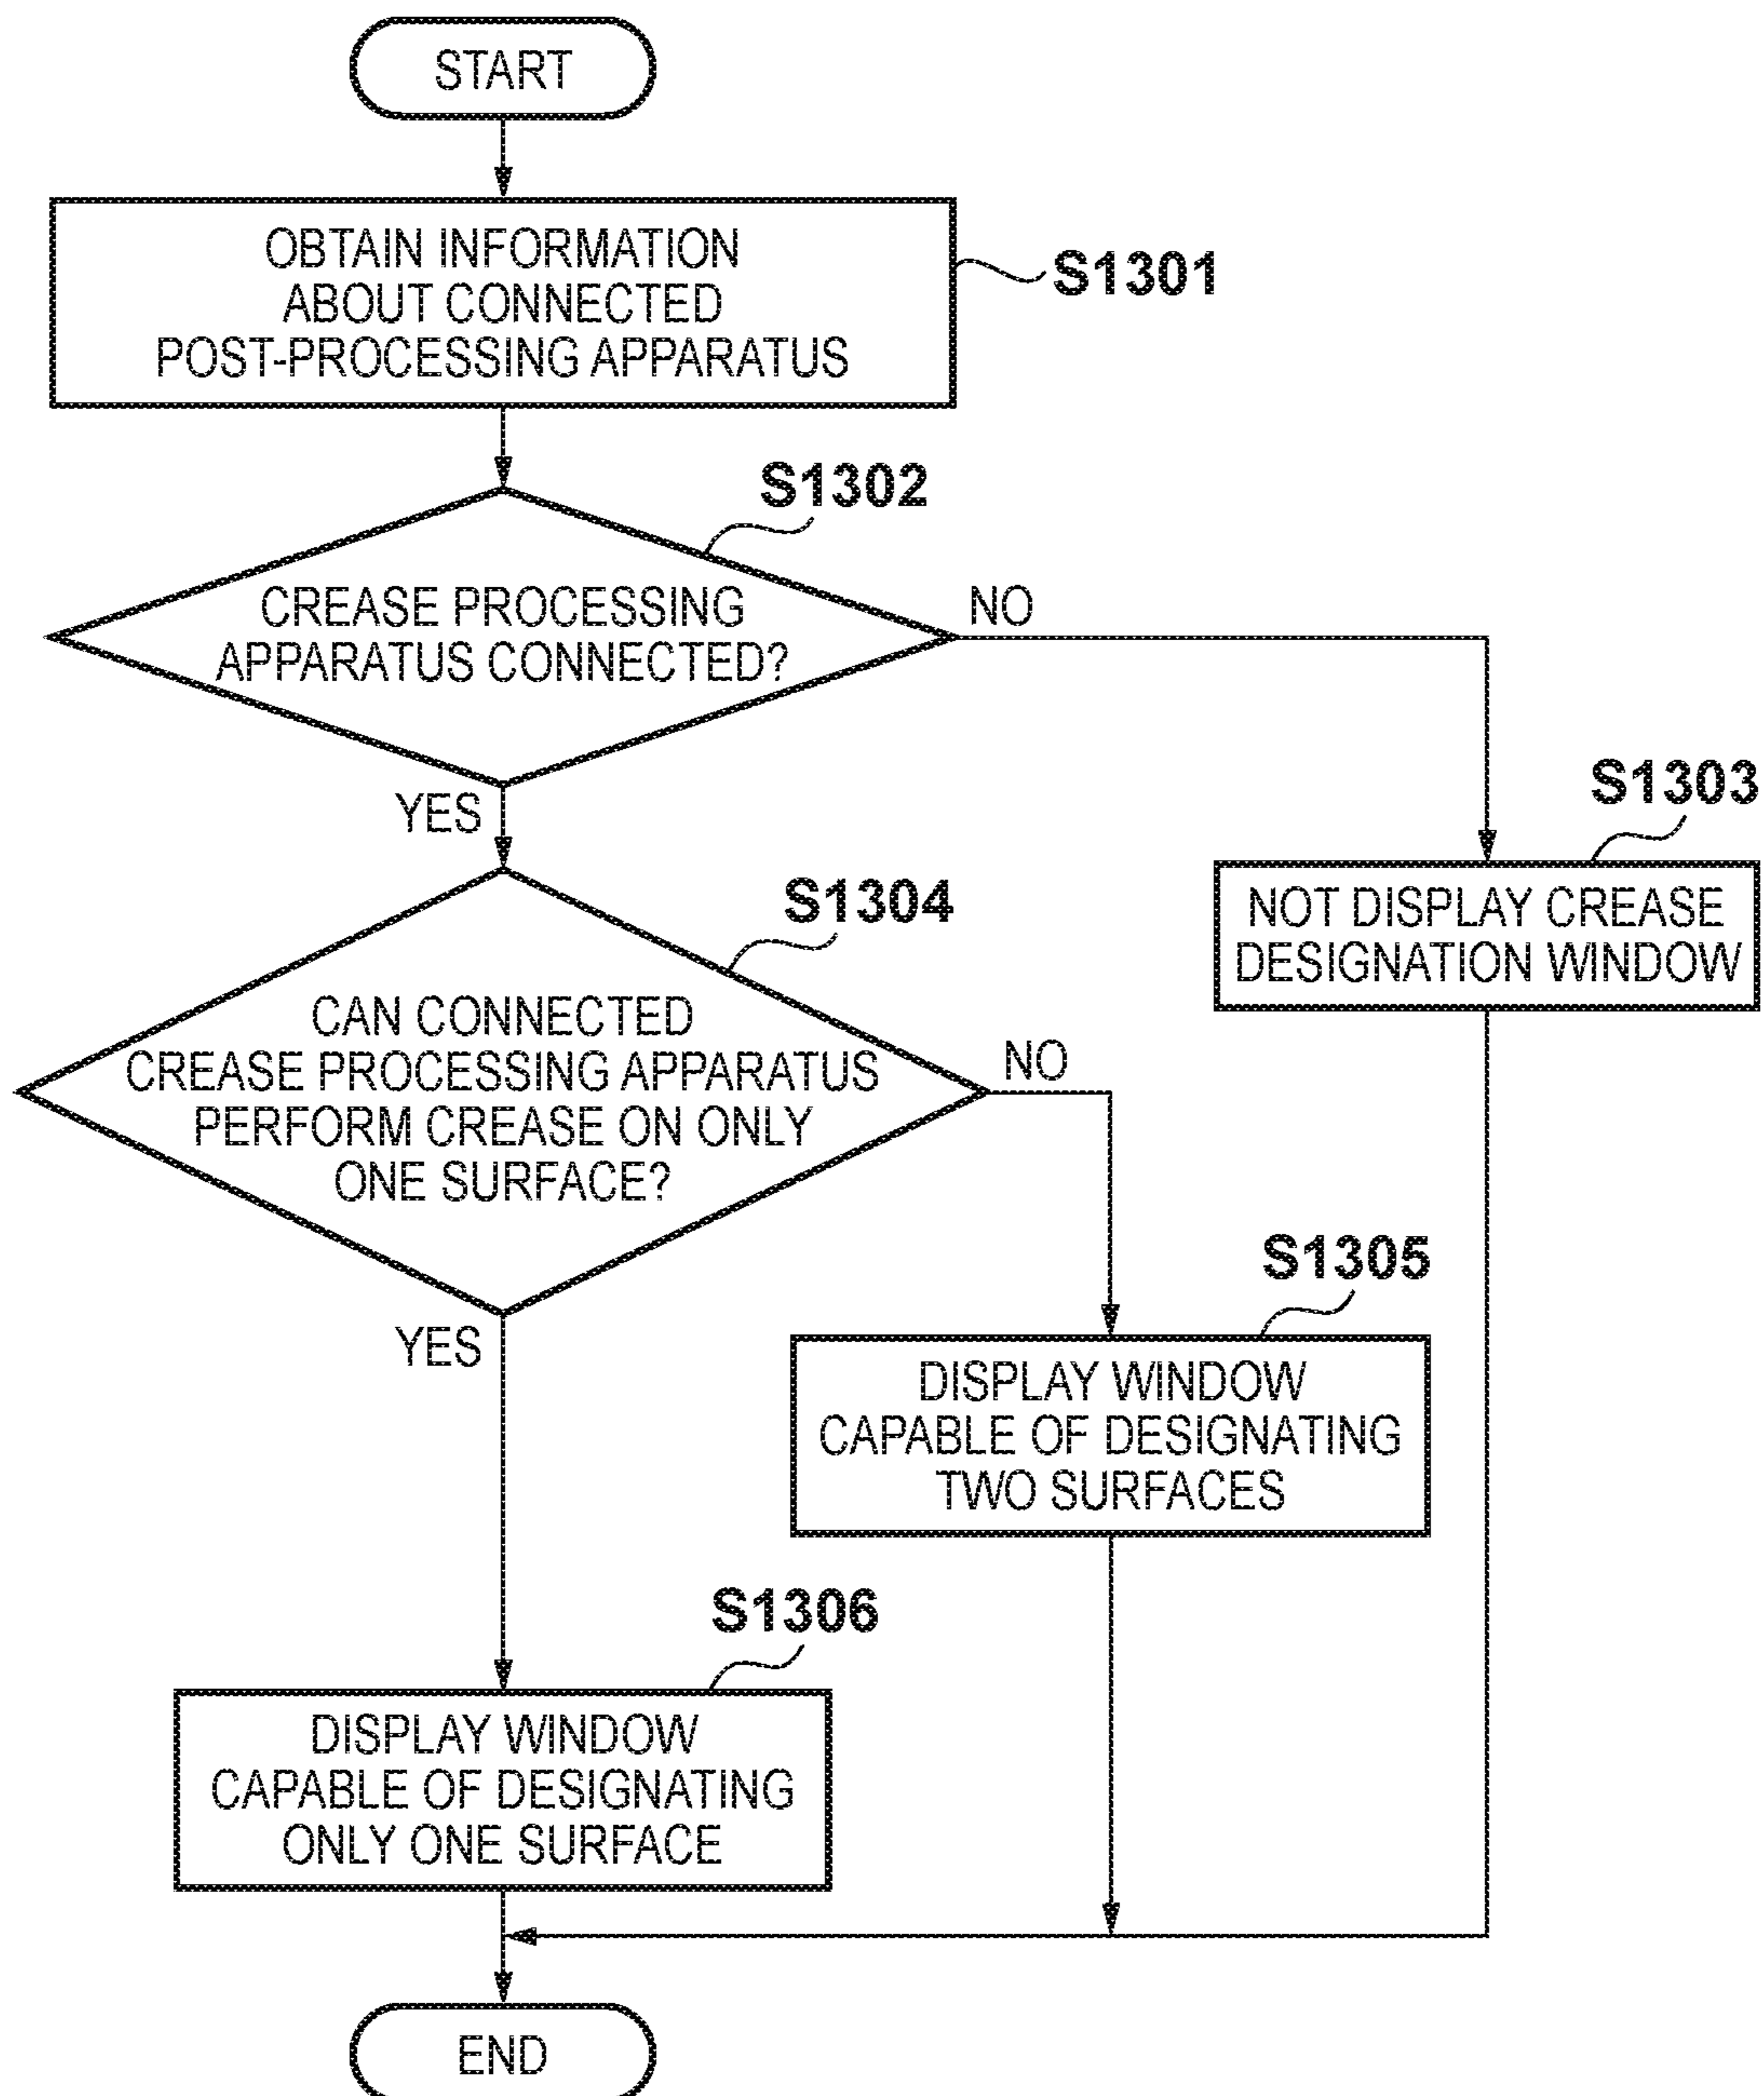 START
OBTAIN INFORMATION
ABOUT CONNECTED
POST-PROCESSING APPARATUS
S1301
S1302
CREASE PROCESSING
APPARATUS CONNECTED?
NO
YES
S1303
NOT DISPLAY CREASE
DESIGNATION WINDOW
S1304
CAN CONNECTED
CREASE PROCESSING APPARATUS
PERFORM CREASE ON ONLY
ONE SURFACE?
NO
YES
S1305
DISPLAY WINDOW
CAPABLE OF DESIGNATING
TWO SURFACES
S1306
DISPLAY WINDOW
CAPABLE OF DESIGNATING
ONLY ONE SURFACE
END